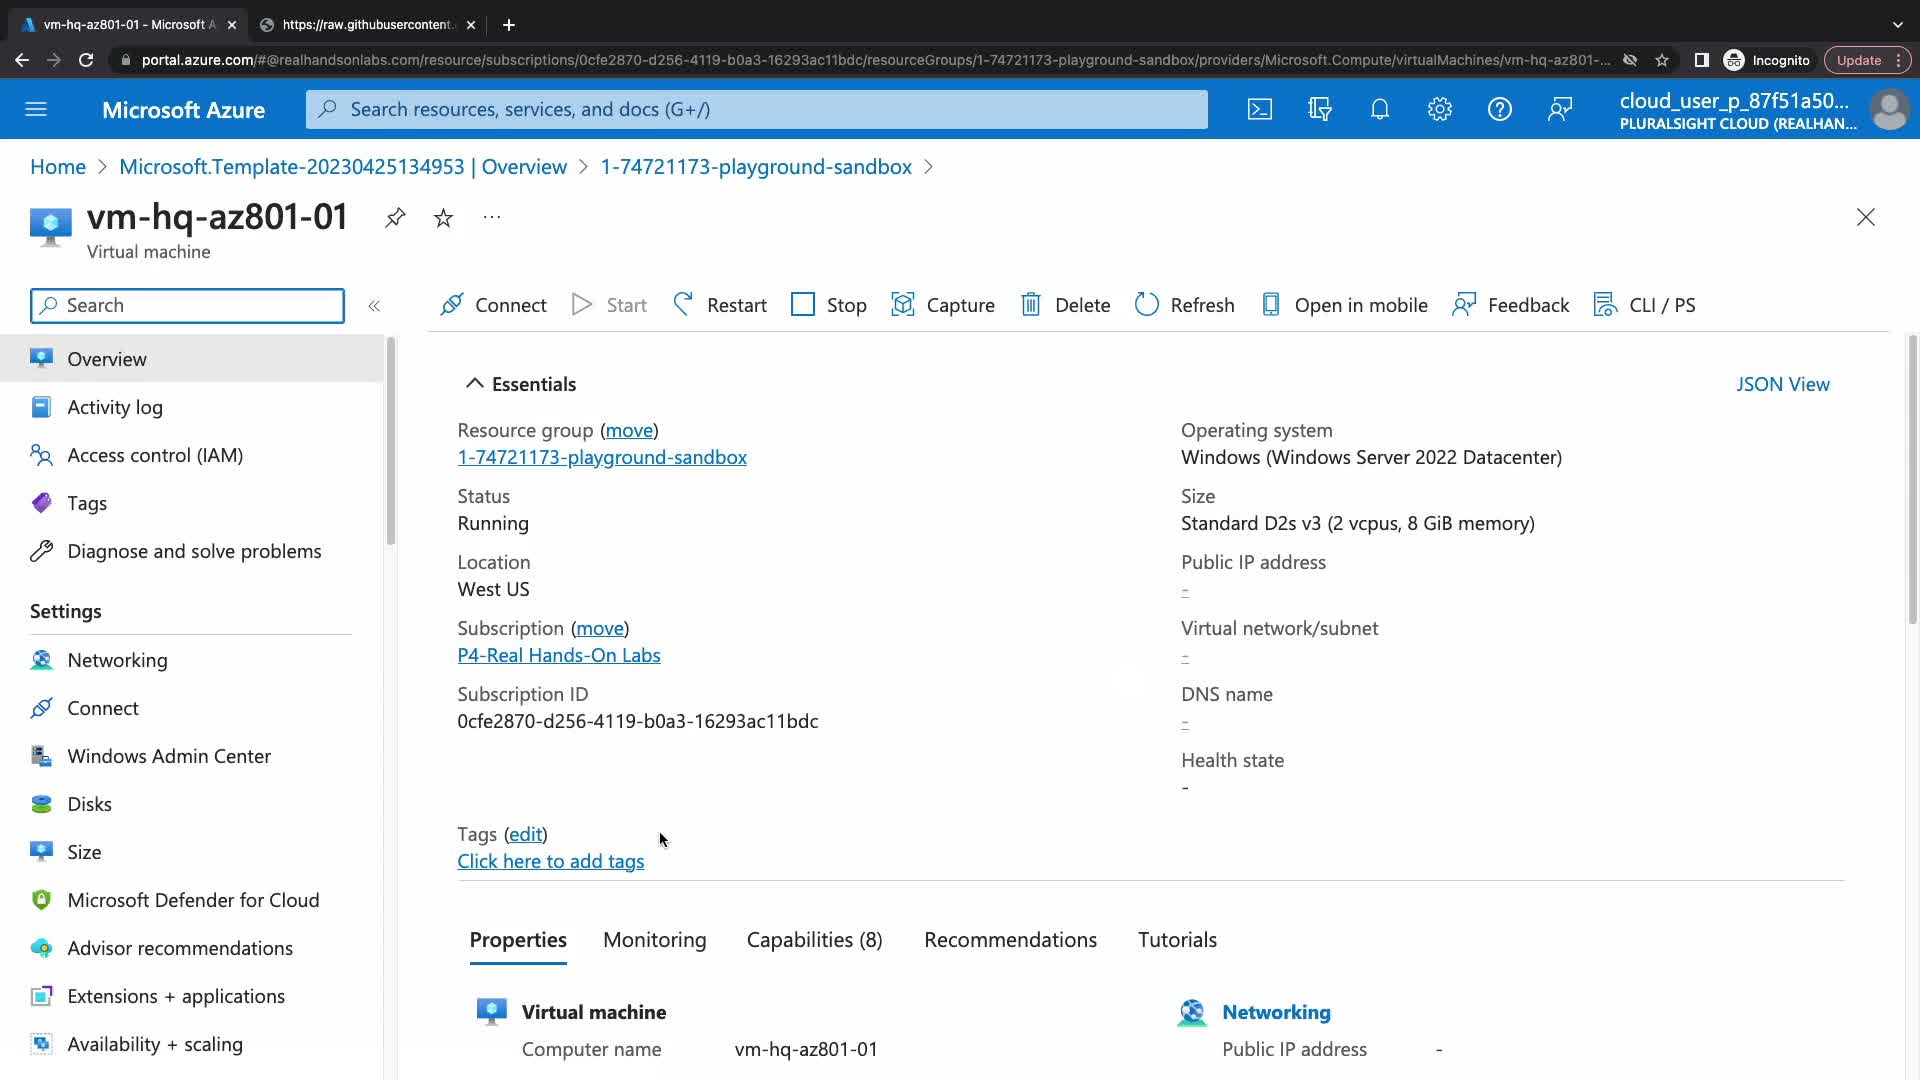 vm-hq-az801-01 - Microsoft A
https://raw.githubusercontent.
portal.azure.com/#@realhandsonlabs.com/resource/subscriptions/0cfe2870-d256-4119-b0a3-16293ac11bdc/resourceGroups/1-74721173-playground-sandbox/providers/Microsoft.Compute/virtualMachines/vm-hq-az801-...
Incognito
Update
Microsoft Azure
Search resources, services, and docs (G+/)
cloud_user_p_87f51a50...
PLURALSIGHT CLOUD (REALHAN...
Home > Microsoft.Template-20230425134953 | Overview > 1-74721173-playground-sandbox >
vm-hq-az801-01
Virtual machine
Search
Connect Start Restart Stop Capture Delete Refresh Open in mobile Feedback CLI / PS
Overview
Activity log
Access control (IAM)
Tags
Diagnose and solve problems
Settings
Networking
Connect
Windows Admin Center
Disks
Size
Microsoft Defender for Cloud
Advisor recommendations
Extensions + applications
Availability + scaling
Essentials
JSON View
Resource group (move)
1-74721173-playground-sandbox
Status
Running
Location
West US
Subscription (move)
P4-Real Hands-On Labs
Subscription ID
0cfe2870-d256-4119-b0a3-16293ac11bdc
Operating system
Windows (Windows Server 2022 Datacenter)
Size
Standard D2s v3 (2 vcpus, 8 GiB memory)
Public IP address
-
Virtual network/subnet
-
DNS name
-
Health state
-
Tags (edit)
Click here to add tags
Properties Monitoring Capabilities (8) Recommendations Tutorials
Virtual machine
Computer name vm-hq-az801-01
Networking
Public IP address -